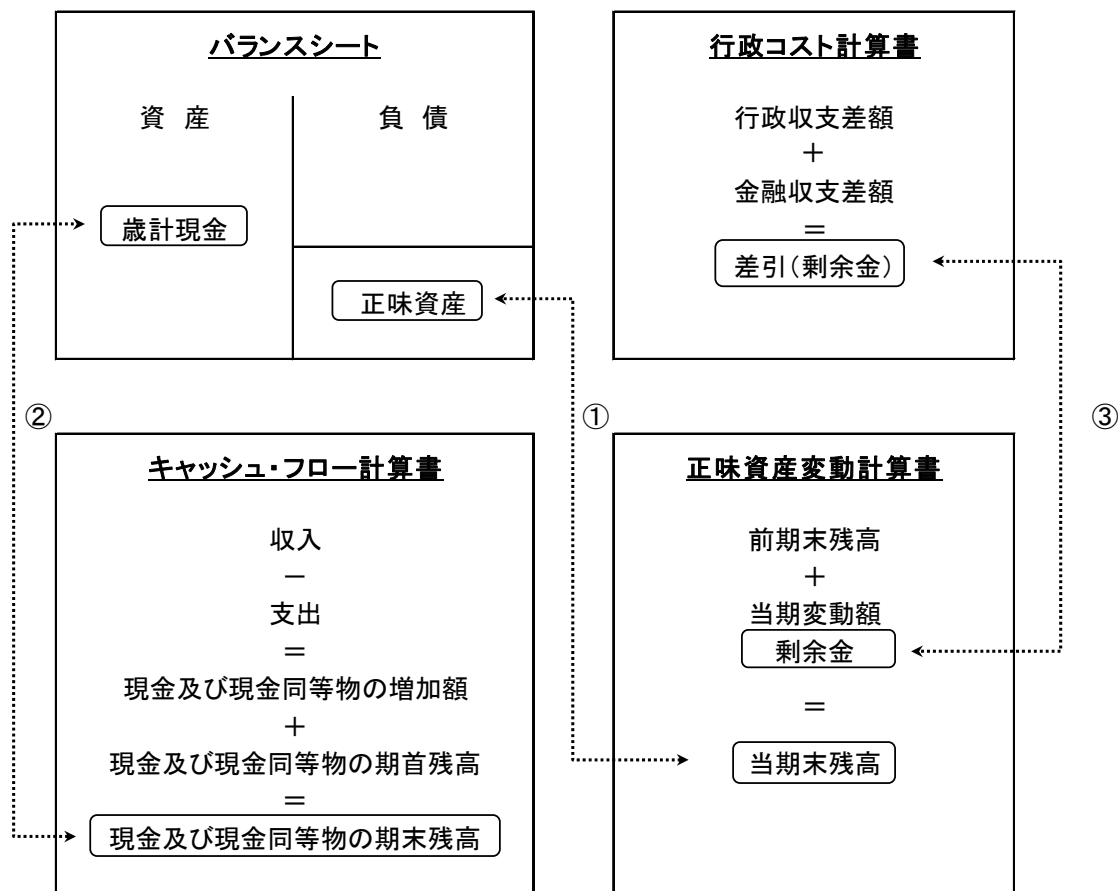 バランスシート
資 産
負 債
歳計現金
正味資産
行政コスト計算書
行政収支差額
＋
金融収支差額
＝
差引(剰余金)
②
①
③
キャッシュ・フロー計算書
収入
－
支出
＝
現金及び現金同等物の増加額
＋
現金及び現金同等物の期首残高
＝
現金及び現金同等物の期末残高
正味資産変動計算書
前期末残高
＋
当期変動額
剰余金
＝
当期末残高